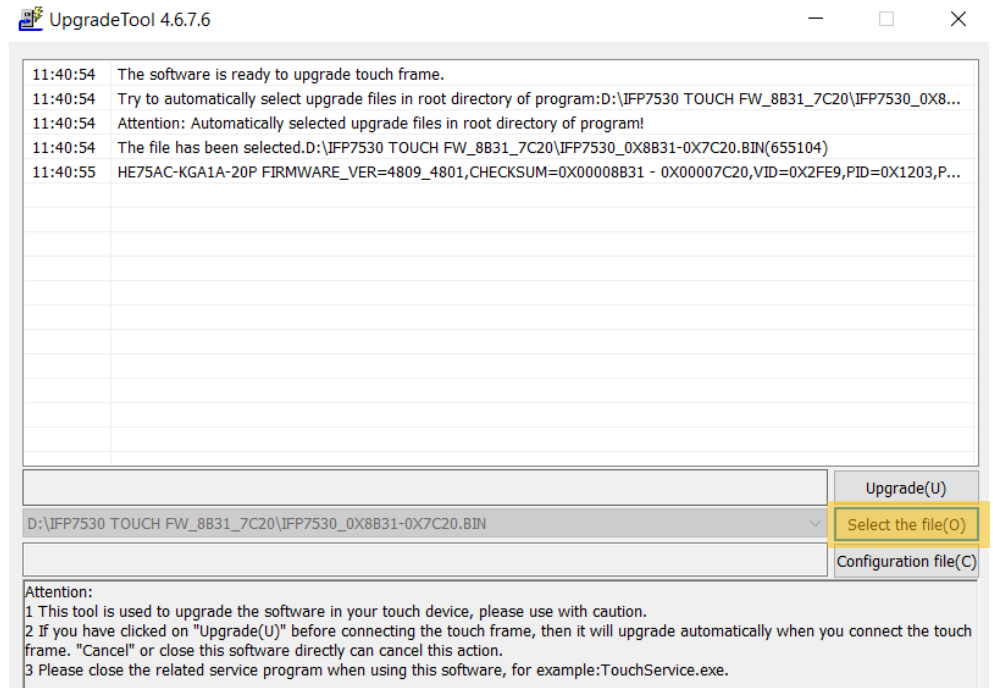 UpgradeTool 4.6.7.6
11:40:54 The software is ready to upgrade touch frame.
11:40:54 Try to automatically select upgrade files in root directory of program:D:\IFP7530 TOUCH FW_8B31_7C20\IFP7530_0X8...
11:40:54 Attention: Automatically selected upgrade files in root directory of program!
11:40:54 The file has been selected.D:\IFP7530 TOUCH FW_8B31_7C20\IFP7530_0X8B31-0X7C20.BIN(655104)
11:40:55 HE75AC-KGA1A-20P FIRMWARE_VER=4809_4801,CHECKSUM=0X00008B31 - 0X00007C20,VID=0X2FE9,PID=0X1203,P...
Upgrade(U)
D:\IFP7530 TOUCH FW_8B31_7C20\IFP7530_0X8B31-0X7C20.BIN
Select the file(O)
Configuration file(C)
Attention:
1 This tool is used to upgrade the software in your touch device, please use with caution.
2 If you have clicked on "Upgrade(U)" before connecting the touch frame, then it will upgrade automatically when you connect the touch
frame. "Cancel" or close this software directly can cancel this action.
3 Please close the related service program when using this software, for example:TouchService.exe.